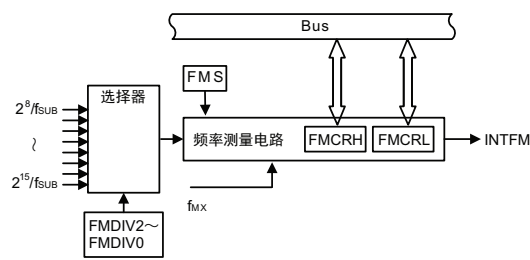 Bus
FMS
选择器
2⁸/fSUB
～
2¹⁵/fSUB
频率测量电路
FMCRH
FMCRL
INTFM
fMX
FMDIV2～
FMDIV0